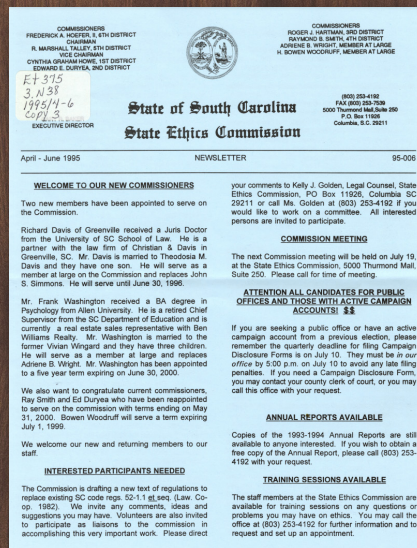 COMMISSIONERS
FREDERICK A. HOEFER, II, 6TH DISTRICT
CHAIRMAN
R. MARSHALL TALLEY, 5TH DISTRICT
VICE CHAIRMAN
CYNTHIA GRAHAM HOWE, 1ST DISTRICT
EDWARD E. DURYEA, 2ND DISTRICT
Et 375
3.N38
1995/4-6
Copy 3
EXECUTIVE DIRECTOR
COMMISSIONERS
ROGER J. HARTMAN, 3RD DISTRICT
RAYMOND B. SMITH, 4TH DISTRICT
ADRIENE B. WRIGHT, MEMBER AT LARGE
H. BOWEN WOODRUFF, MEMBER AT LARGE
(803) 253-4192
FAX (803) 253-7539
5000 Thurmond Mall,Suite 250
P.O. Box 11926
Columbia, S.C. 29211
State of South Carolina
State Ethics Commission
April - June 1995 NEWSLETTER 95-006
WELCOME TO OUR NEW COMMISSIONERS
Two new members have been appointed to serve on
the Commission.
Richard Davis of Greenville received a Juris Doctor
from the University of SC School of Law. He is a
partner with the law firm of Christian & Davis in
Greenville, SC. Mr. Davis is married to Theodosia M.
Davis and they have one son. He will serve as a
member at large on the Commission and replaces John
S. Simmons. He will serve until June 30, 1996.
Mr. Frank Washington received a BA degree in
Psychology from Allen University. He is a retired Chief
Supervisor from the SC Department of Education and is
currently a real estate sales representative with Ben
Williams Realty. Mr. Washington is married to the
former Vivian Wingard and they have three children.
He will serve as a member at large and replaces
Adriene B. Wright. Mr. Washington has been appointed
to a five year term expiring on June 30, 2000.
We also want to congratulate current commissioners,
Ray Smith and Ed Duryea who have been reappointed
to serve on the commission with terms ending on May
31, 2000. Bowen Woodruff will serve a term expiring
July 1, 1999.
We welcome our new and returning members to our
staff.
INTERESTED PARTICIPANTS NEEDED
The Commission is drafting a new text of regulations to
replace existing SC code regs. 52-1.1 et seq. (Law. Co-
op. 1982). We invite any comments, ideas and
suggestions you may have. Volunteers are also invited
to participate as liaisons to the commission in
accomplishing this very important work. Please direct
your comments to Kelly J. Golden, Legal Counsel, State
Ethics Commission, PO Box 11926, Columbia SC
29211 or call Ms. Golden at (803) 253-4192 if you
would like to work on a committee. All interested
persons are invited to participate.
COMMISSION MEETING
The next Commission meeting will be held on July 19,
at the State Ethics Commission, 5000 Thurmond Mall,
Suite 250. Please call for time of meeting.
ATTENTION ALL CANDIDATES FOR PUBLIC
OFFICES AND THOSE WITH ACTIVE CAMPAIGN
ACCOUNTS! $$
If you are seeking a public office or have an active
campaign account from a previous election, please
remember the quarterly deadline for filing Campaign
Disclosure Forms is on July 10. They must be in our
office by 5:00 p.m. on July 10 to avoid any late filing
penalties. If you need a Campaign Disclosure Form,
you may contact your county clerk of court, or you may
call this office with your request.
ANNUAL REPORTS AVAILABLE
Copies of the 1993-1994 Annual Reports are still
available to anyone interested. If you wish to obtain a
free copy of the Annual Report, please call (803) 253-
4192 with your request.
TRAINING SESSIONS AVAILABLE
The staff members at the State Ethics Commission are
available for training sessions on any questions or
problems you may have on ethics. You may call the
office at (803) 253-4192 for further information and to
request and set up an appointment.